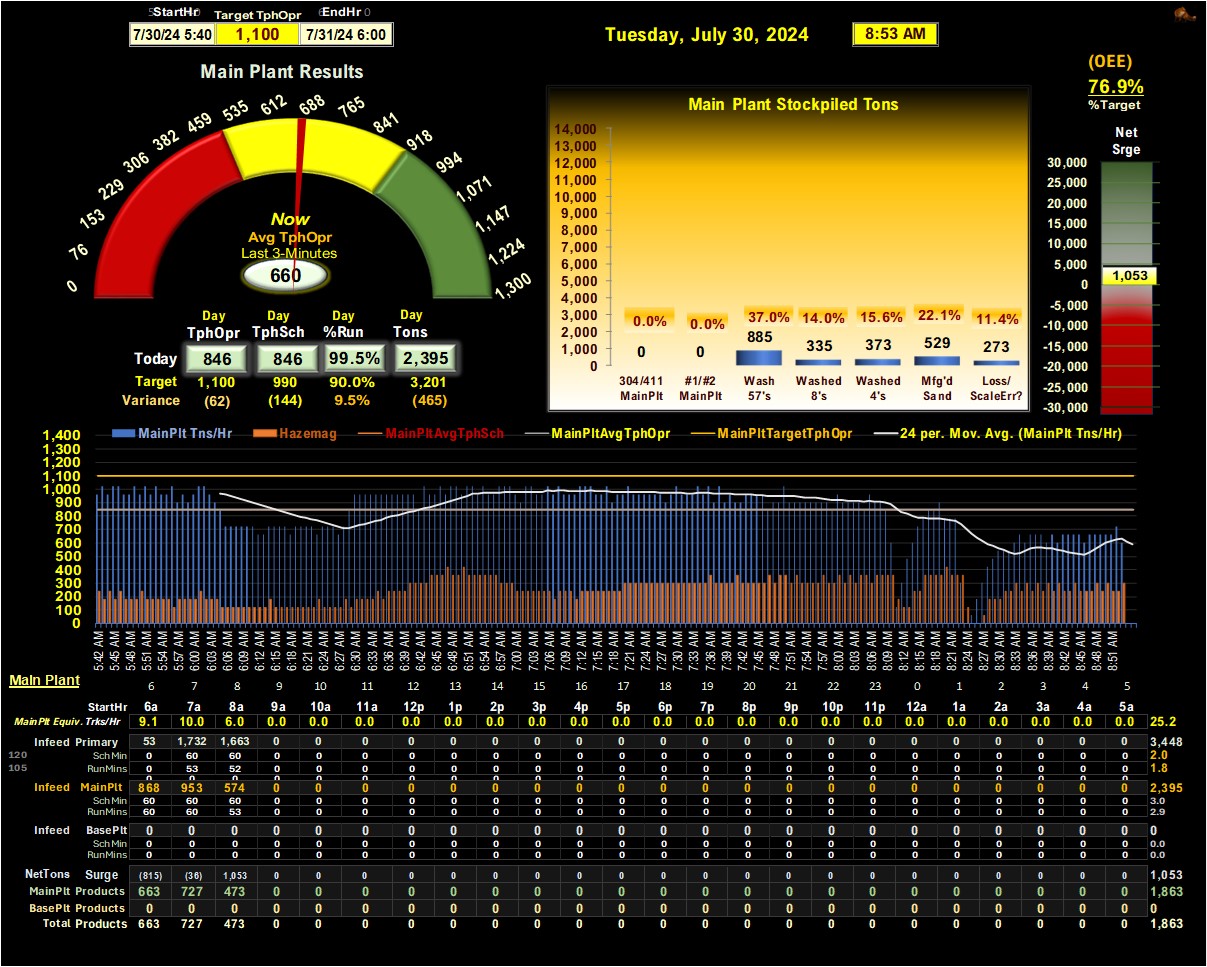 StartHr Target TphOpr EndHr
7/30/24 5:40 1,100 7/31/24 6:00
Tuesday, July 30, 2024 8:53 AM
(OEE)
76.9%
%Target
Main Plant Results
0 76 153 229 306 382 459 535 612 688 765 841 918 994 1,071 1,147 1,224 1,300
Now
Avg TphOpr
Last 3-Minutes
660
Day Day Day Day
TphOpr TphSch %Run Tons
Today 846 846 99.5% 2,395
Target 1,100 990 90.0% 3,201
Variance (62) (144) 9.5% (465)
Main Plant Stockpiled Tons
14,000
13,000
12,000
11,000
10,000
9,000
8,000
7,000
6,000
5,000
4,000
3,000
2,000
1,000
0
0.0% 0.0% 37.0% 14.0% 15.6% 22.1% 11.4%
0 0 885 335 373 529 273
304/411 #1/#2 Wash Washed Washed Mfg'd Loss/
MainPlt MainPlt 57's 8's 4's Sand ScaleErr?
Net
Srge
30,000
25,000
20,000
15,000
10,000
5,000
1,053
0
-5,000
-10,000
-15,000
-20,000
-25,000
-30,000
MainPlt Tns/Hr Hazemag MainPltAvgTphSch MainPltAvgTphOpr MainPltTargetTphOpr 24 per. Mov. Avg. (MainPlt Tns/Hr)
1,400
1,300
1,200
1,100
1,000
900
800
700
600
500
400
300
200
100
0
5:42 AM 5:45 AM 5:48 AM 5:51 AM 5:54 AM 5:57 AM 6:00 AM 6:03 AM 6:06 AM 6:09 AM 6:12 AM 6:15 AM 6:18 AM 6:21 AM 6:24 AM 6:27 AM 6:30 AM 6:33 AM 6:36 AM 6:39 AM 6:42 AM 6:45 AM 6:48 AM 6:51 AM 6:54 AM 6:57 AM 7:00 AM 7:03 AM 7:06 AM 7:09 AM 7:12 AM 7:15 AM 7:18 AM 7:21 AM 7:24 AM 7:27 AM 7:30 AM 7:33 AM 7:36 AM 7:39 AM 7:42 AM 7:45 AM 7:48 AM 7:51 AM 7:54 AM 7:57 AM 8:00 AM 8:03 AM 8:06 AM 8:09 AM 8:12 AM 8:15 AM 8:18 AM 8:21 AM 8:24 AM 8:27 AM 8:30 AM 8:33 AM 8:36 AM 8:39 AM 8:42 AM 8:45 AM 8:48 AM 8:51 AM
Main Plant 6 7 8 9 10 11 12 13 14 15 16 17 18 19 20 21 22 23 0 1 2 3 4 5
StartHr 6a 7a 8a 9a 10a 11a 12p 1p 2p 3p 4p 5p 6p 7p 8p 9p 10p 11p 12a 1a 2a 3a 4a 5a
MainPlt Equiv. Trks/Hr 9.1 10.0 6.0 0.0 0.0 0.0 0.0 0.0 0.0 0.0 0.0 0.0 0.0 0.0 0.0 0.0 0.0 0.0 0.0 0.0 0.0 0.0 0.0 0.0 25.2
Infeed Primary 53 1,732 1,663 0 0 0 0 0 0 0 0 0 0 0 0 0 0 0 0 0 0 0 0 0 3,448
120 SchMin 0 60 60 0 0 0 0 0 0 0 0 0 0 0 0 0 0 0 0 0 0 0 0 0 2.0
105 RunMins 0 53 52 0 0 0 0 0 0 0 0 0 0 0 0 0 0 0 0 0 0 0 0 0 1.8
Infeed MainPlt 868 953 574 0 0 0 0 0 0 0 0 0 0 0 0 0 0 0 0 0 0 0 0 0 2,395
SchMin 60 60 60 0 0 0 0 0 0 0 0 0 0 0 0 0 0 0 0 0 0 0 0 0 3.0
RunMins 60 60 53 0 0 0 0 0 0 0 0 0 0 0 0 0 0 0 0 0 0 0 0 0 2.9
Infeed BasePlt 0 0 0 0 0 0 0 0 0 0 0 0 0 0 0 0 0 0 0 0 0 0 0 0 0
SchMin 0 0 0 0 0 0 0 0 0 0 0 0 0 0 0 0 0 0 0 0 0 0 0 0 0.0
RunMins 0 0 0 0 0 0 0 0 0 0 0 0 0 0 0 0 0 0 0 0 0 0 0 0 0.0
NetTons Surge (815) (36) 1,053 0 0 0 0 0 0 0 0 0 0 0 0 0 0 0 0 0 0 0 0 0 1,053
MainPlt Products 663 727 473 0 0 0 0 0 0 0 0 0 0 0 0 0 0 0 0 0 0 0 0 0 1,863
BasePlt Products 0 0 0 0 0 0 0 0 0 0 0 0 0 0 0 0 0 0 0 0 0 0 0 0 0
Total Products 663 727 473 0 0 0 0 0 0 0 0 0 0 0 0 0 0 0 0 0 0 0 0 0 1,863